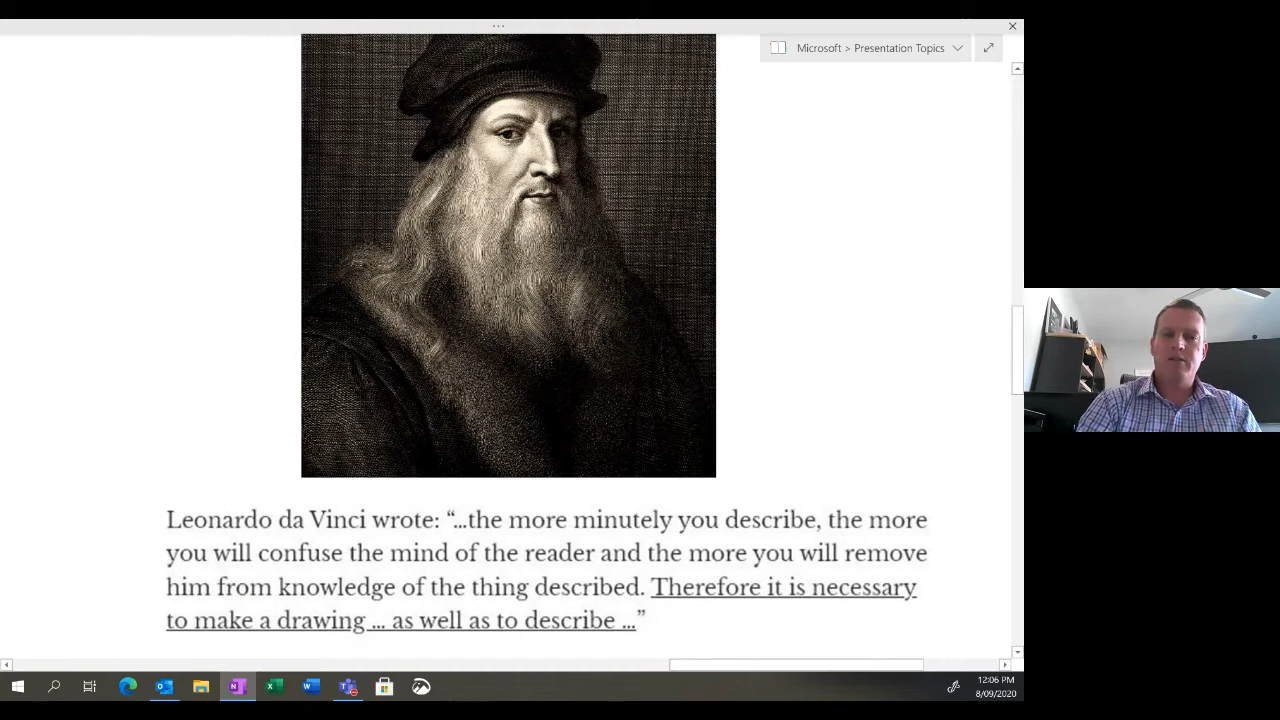 Microsoft > Presentation Topics
Leonardo da Vinci wrote: “…the more minutely you describe, the more
you will confuse the mind of the reader and the more you will remove
him from knowledge of the thing described. Therefore it is necessary
to make a drawing … as well as to describe …”
12:06 PM
8/09/2020